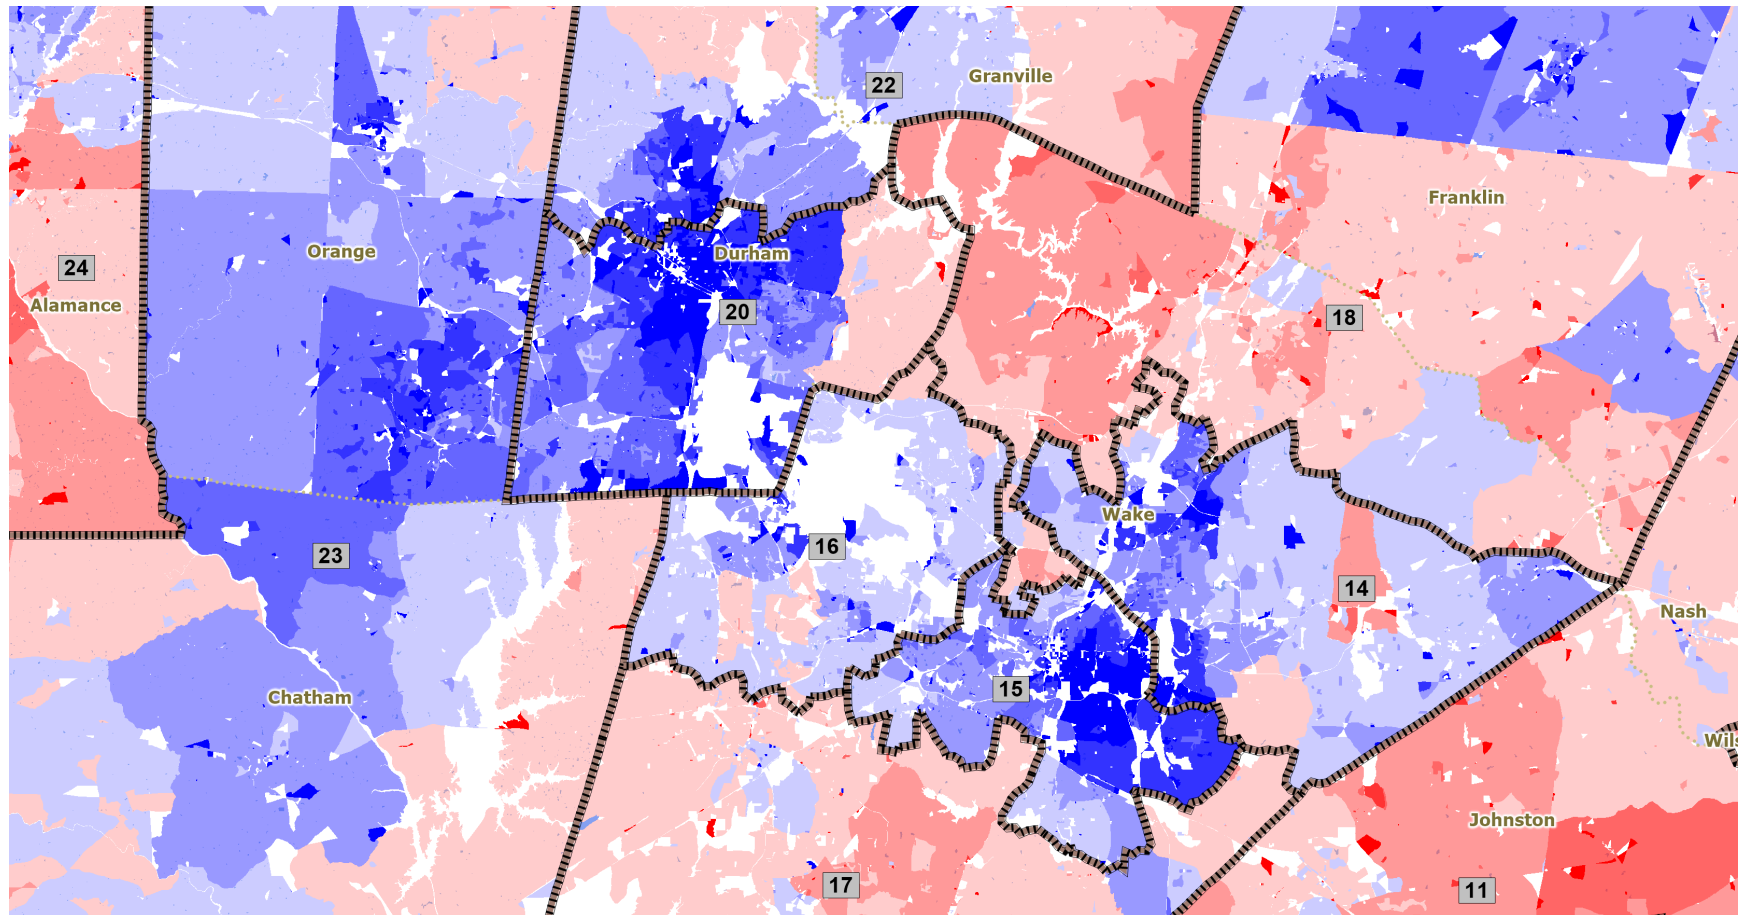 22
Granville
Franklin
Orange
Durham
24
Alamance
20
18
Wake
23
16
14
Nash
15
Chatham
Wils
Johnston
17
11